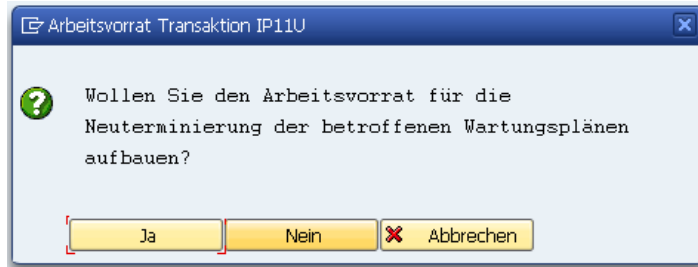 Arbeitsvorrat Transaktion IP11U
Wollen Sie den Arbeitsvorrat für die
Neuterminierung der betroffenen Wartungsplänen
aufbauen?
Ja Nein Abbrechen